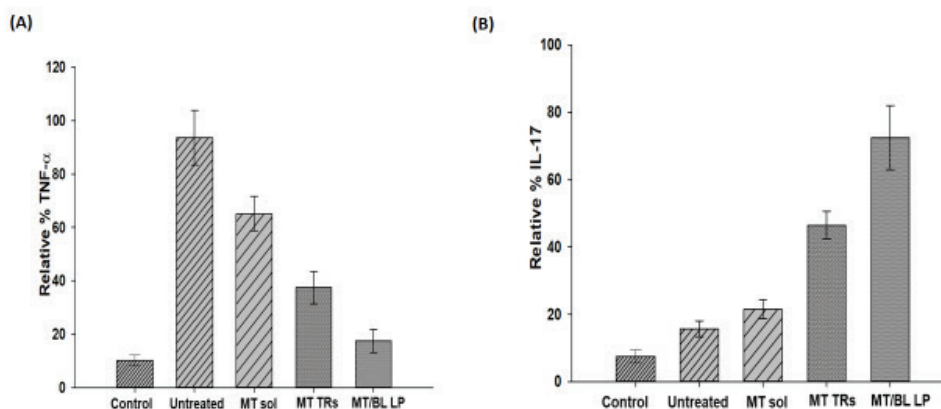 (A)
Relative % TNF-α
120
100
80
60
40
20
0
Control Untreated MT sol MT TRs MT/BL LP
(B)
Relative % IL-17
100
80
60
40
20
0
Control Untreated MT sol MT TRs MT/BL LP